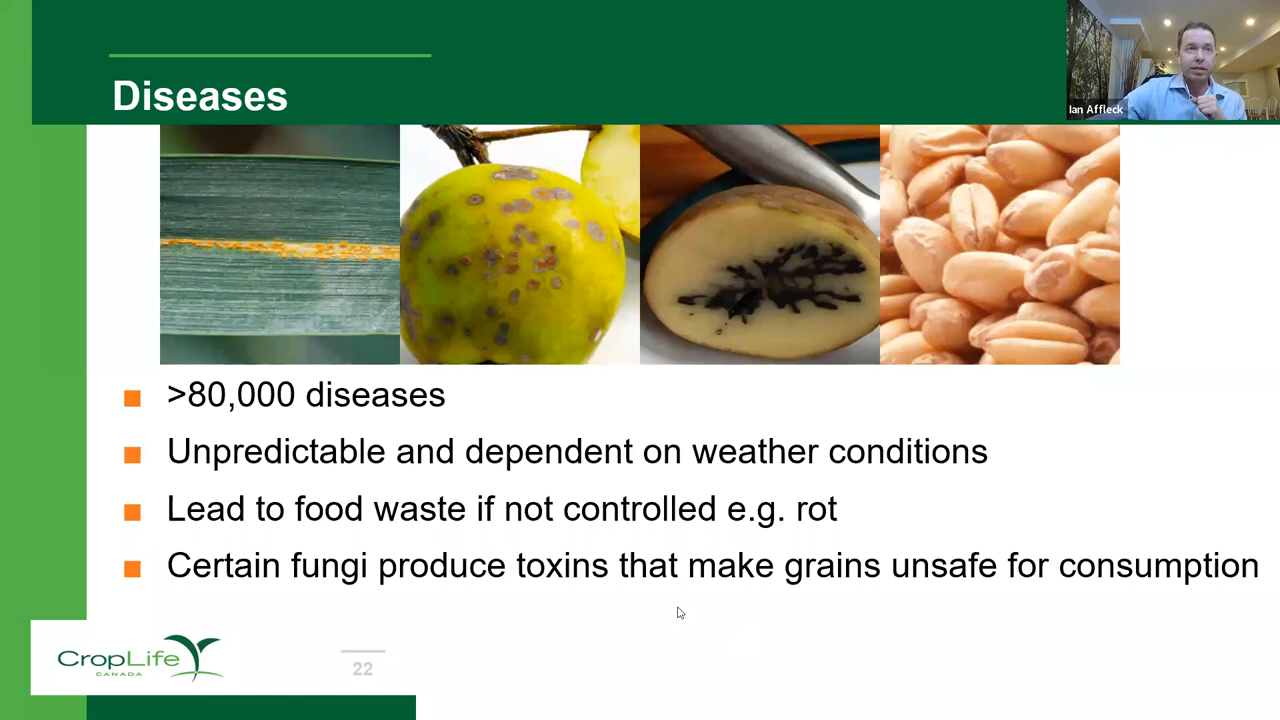 Diseases
Ian Affleck
>80,000 diseases
Unpredictable and dependent on weather conditions
Lead to food waste if not controlled e.g. rot
Certain fungi produce toxins that make grains unsafe for consumption
CropLife
CANADA
22